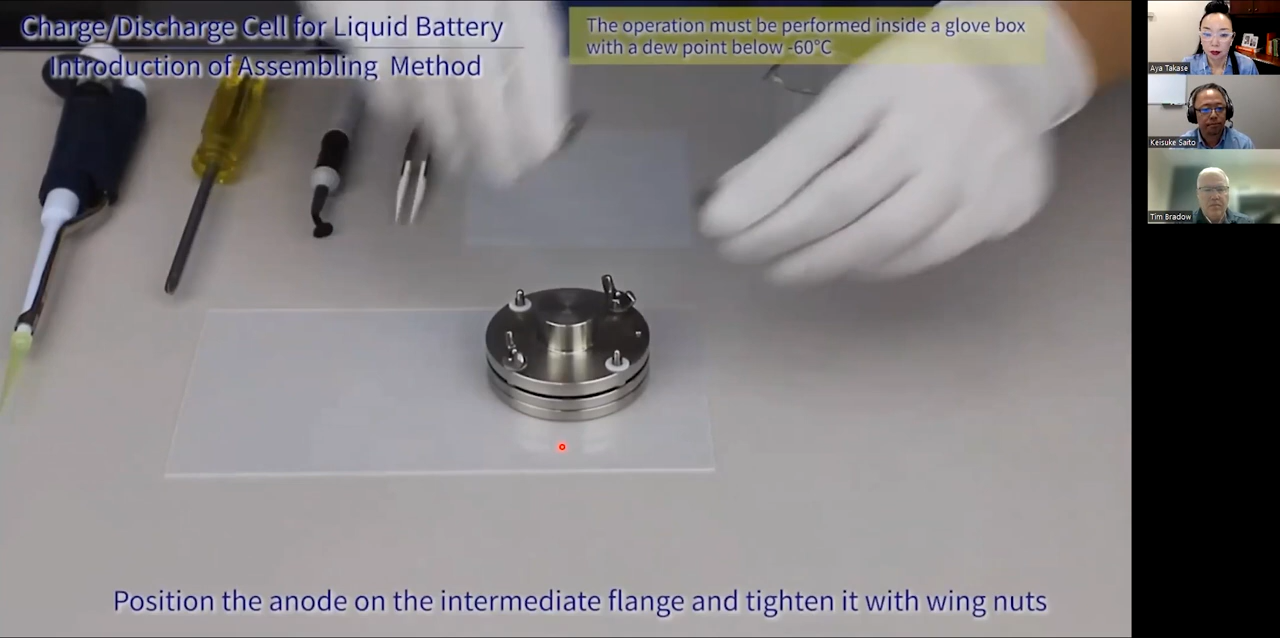 Charge/Discharge Cell for Liquid Battery
Introduction of Assembling Method
The operation must be performed inside a glove box
with a dew point below -60°C
Aya Takase
Keisuke Saito
Tim Bradow
Position the anode on the intermediate flange and tighten it with wing nuts